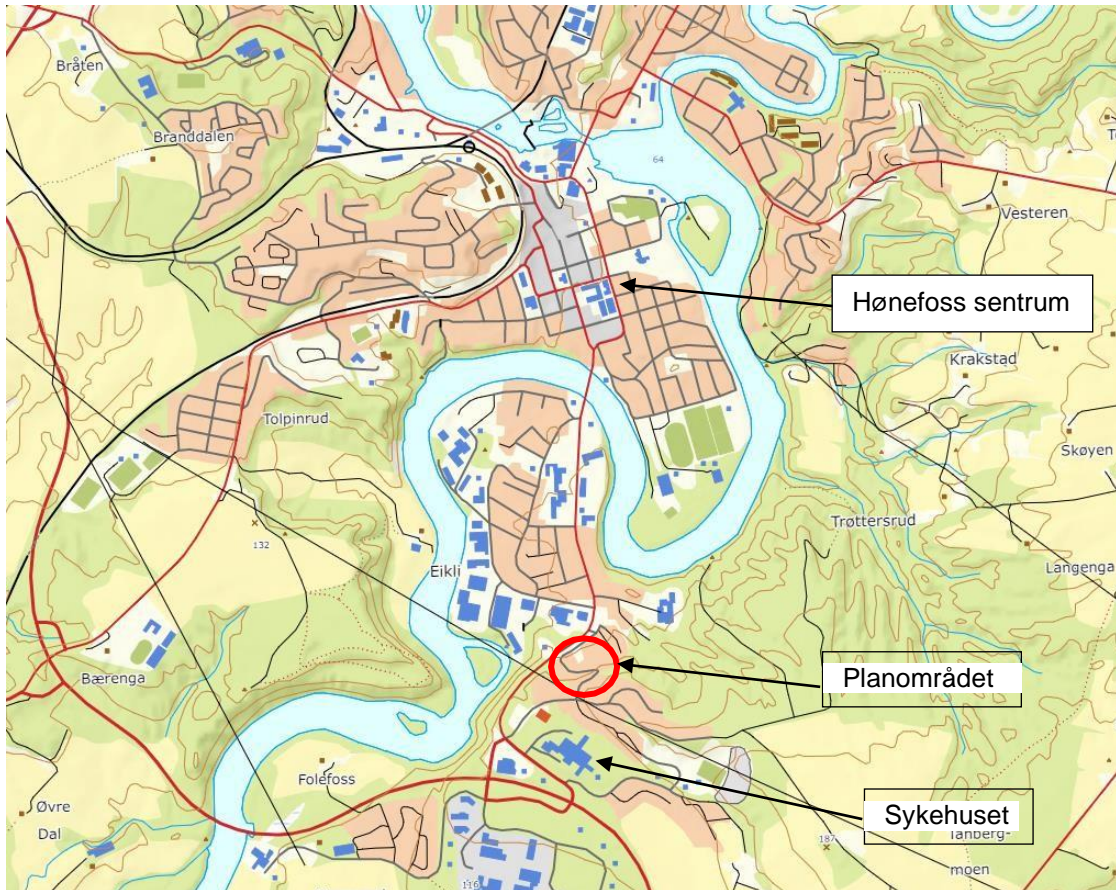 Bråten
Branddalen
64
Vesteren
Hønefoss sentrum
Krakstad
Tolpinrud
Skøyen
Trøttersrud
132
Eikli
Langenga
Bærenga
Planområdet
Folefoss
Øvre
Dal
Sykehuset
187
Tanberg-
moen
116